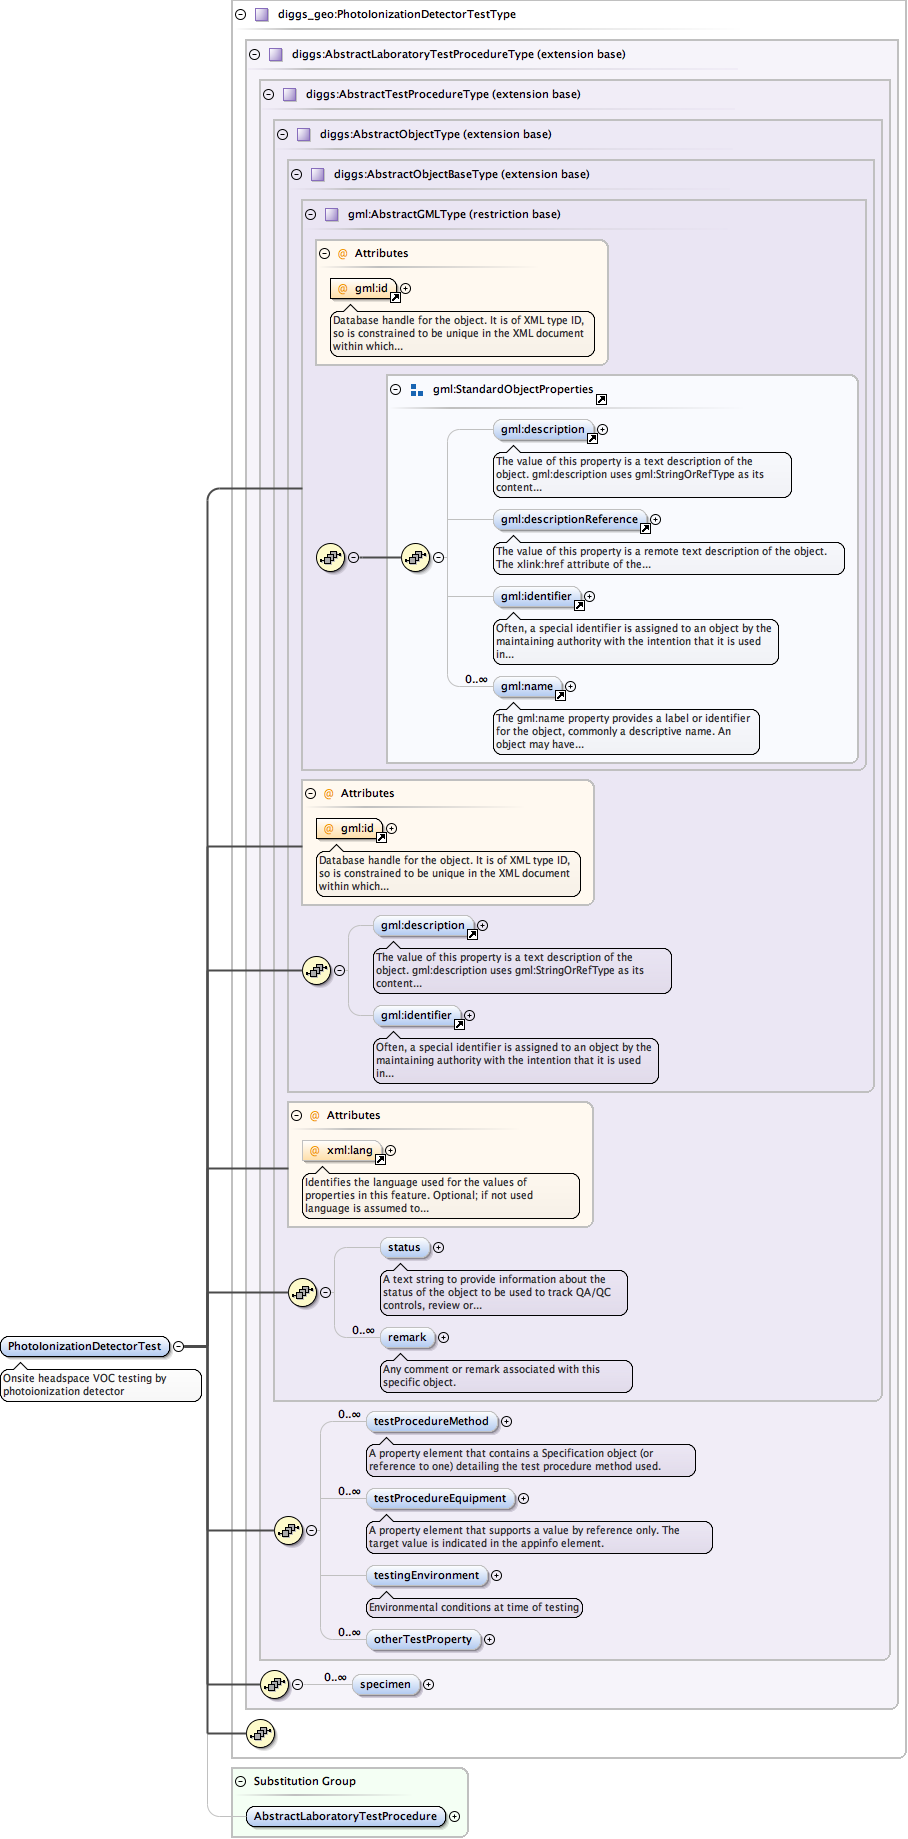 diggs_geo:PhotoIonizationDetectorTestType
diggs:AbstractLaboratoryTestProcedureType (extension base)
diggs:AbstractTestProcedureType (extension base)
diggs:AbstractObjectType (extension base)
diggs:AbstractObjectBaseType (extension base)
gml:AbstractGMLType (restriction base)
@ Attributes
@ gml:id
Database handle for the object. It is of XML type ID,
so is constrained to be unique in the XML document
within which...
gml:StandardObjectProperties
gml:description
The value of this property is a text description of the
object. gml:description uses gml:StringOrRefType as its
content...
gml:descriptionReference
The value of this property is a remote text description of the object.
The xlink:href attribute of the...
gml:identifier
Often, a special identifier is assigned to an object by the
maintaining authority with the intention that it is used
in...
0..∞
gml:name
The gml:name property provides a label or identifier
for the object, commonly a descriptive name. An
object may have...
@ Attributes
@ gml:id
Database handle for the object. It is of XML type ID,
so is constrained to be unique in the XML document
within which...
gml:description
The value of this property is a text description of the
object. gml:description uses gml:StringOrRefType as its
content...
gml:identifier
Often, a special identifier is assigned to an object by the
maintaining authority with the intention that it is used
in...
@ Attributes
@ xml:lang
Identifies the language used for the values of
properties in this feature. Optional; if not used
language is assumed to...
status
A text string to provide information about the
status of the object to be used to track QA/QC
controls, review or...
0..∞
remark
Any comment or remark associated with this
specific object.
PhotoIonizationDetectorTest
Onsite headspace VOC testing by
photoionization detector
0..∞
testProcedureMethod
A property element that contains a Specification object (or
reference to one) detailing the test procedure method used.
0..∞
testProcedureEquipment
A property element that supports a value by reference only. The
target value is indicated in the appinfo element.
testingEnvironment
Environmental conditions at time of testing
0..∞
otherTestProperty
0..∞
specimen
Substitution Group
AbstractLaboratoryTestProcedure